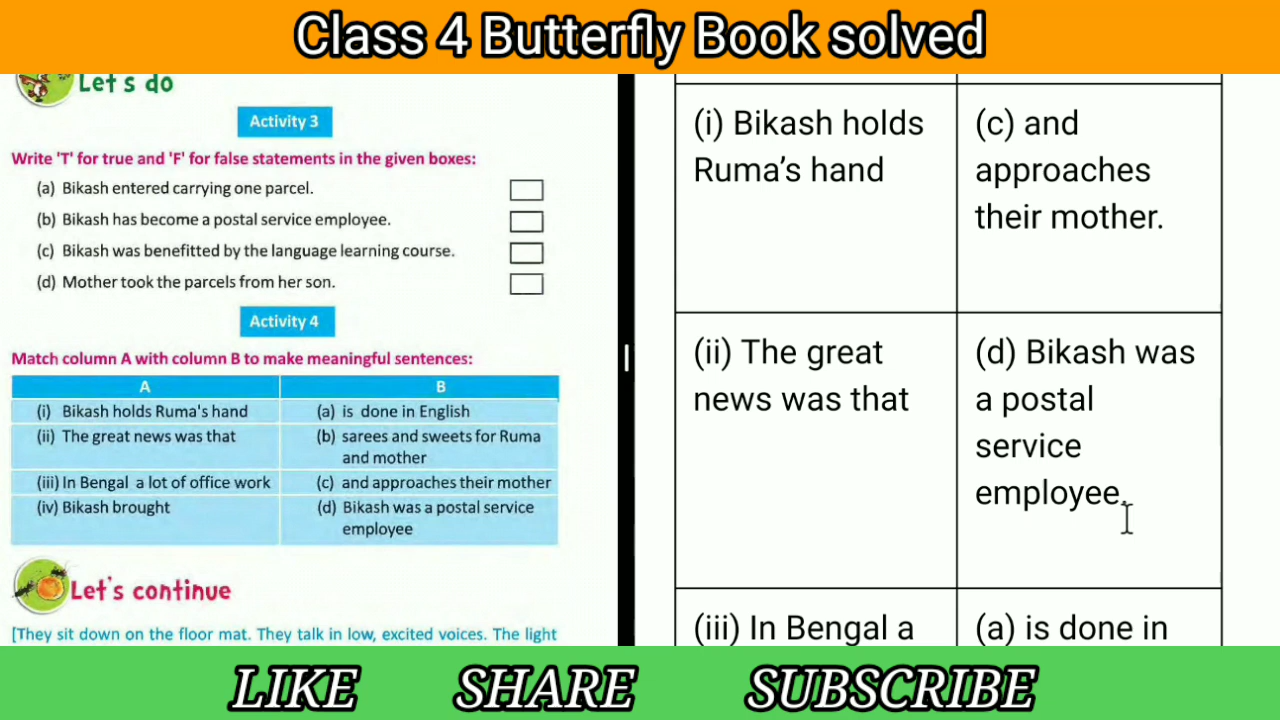 Class 4 Butterfly Book solved
Let's do
Activity 3
Write 'T' for true and 'F' for false statements in the given boxes:
(a) Bikash entered carrying one parcel.
(b) Bikash has become a postal service employee.
(c) Bikash was benefitted by the language learning course.
(d) Mother took the parcels from her son.
Activity 4
Match column A with column B to make meaningful sentences:
A B
(i) Bikash holds Ruma's hand (a) is done in English
(ii) The great news was that (b) sarees and sweets for Ruma
and mother
(iii) In Bengal a lot of office work (c) and approaches their mother
(iv) Bikash brought (d) Bikash was a postal service
employee
Let's continue
[They sit down on the floor mat. They talk in low, excited voices. The light
(i) Bikash holds (c) and
Ruma’s hand approaches
their mother.
(ii) The great (d) Bikash was
news was that a postal
service
employee.
(iii) In Bengal a (a) is done in
LIKE SHARE SUBSCRIBE